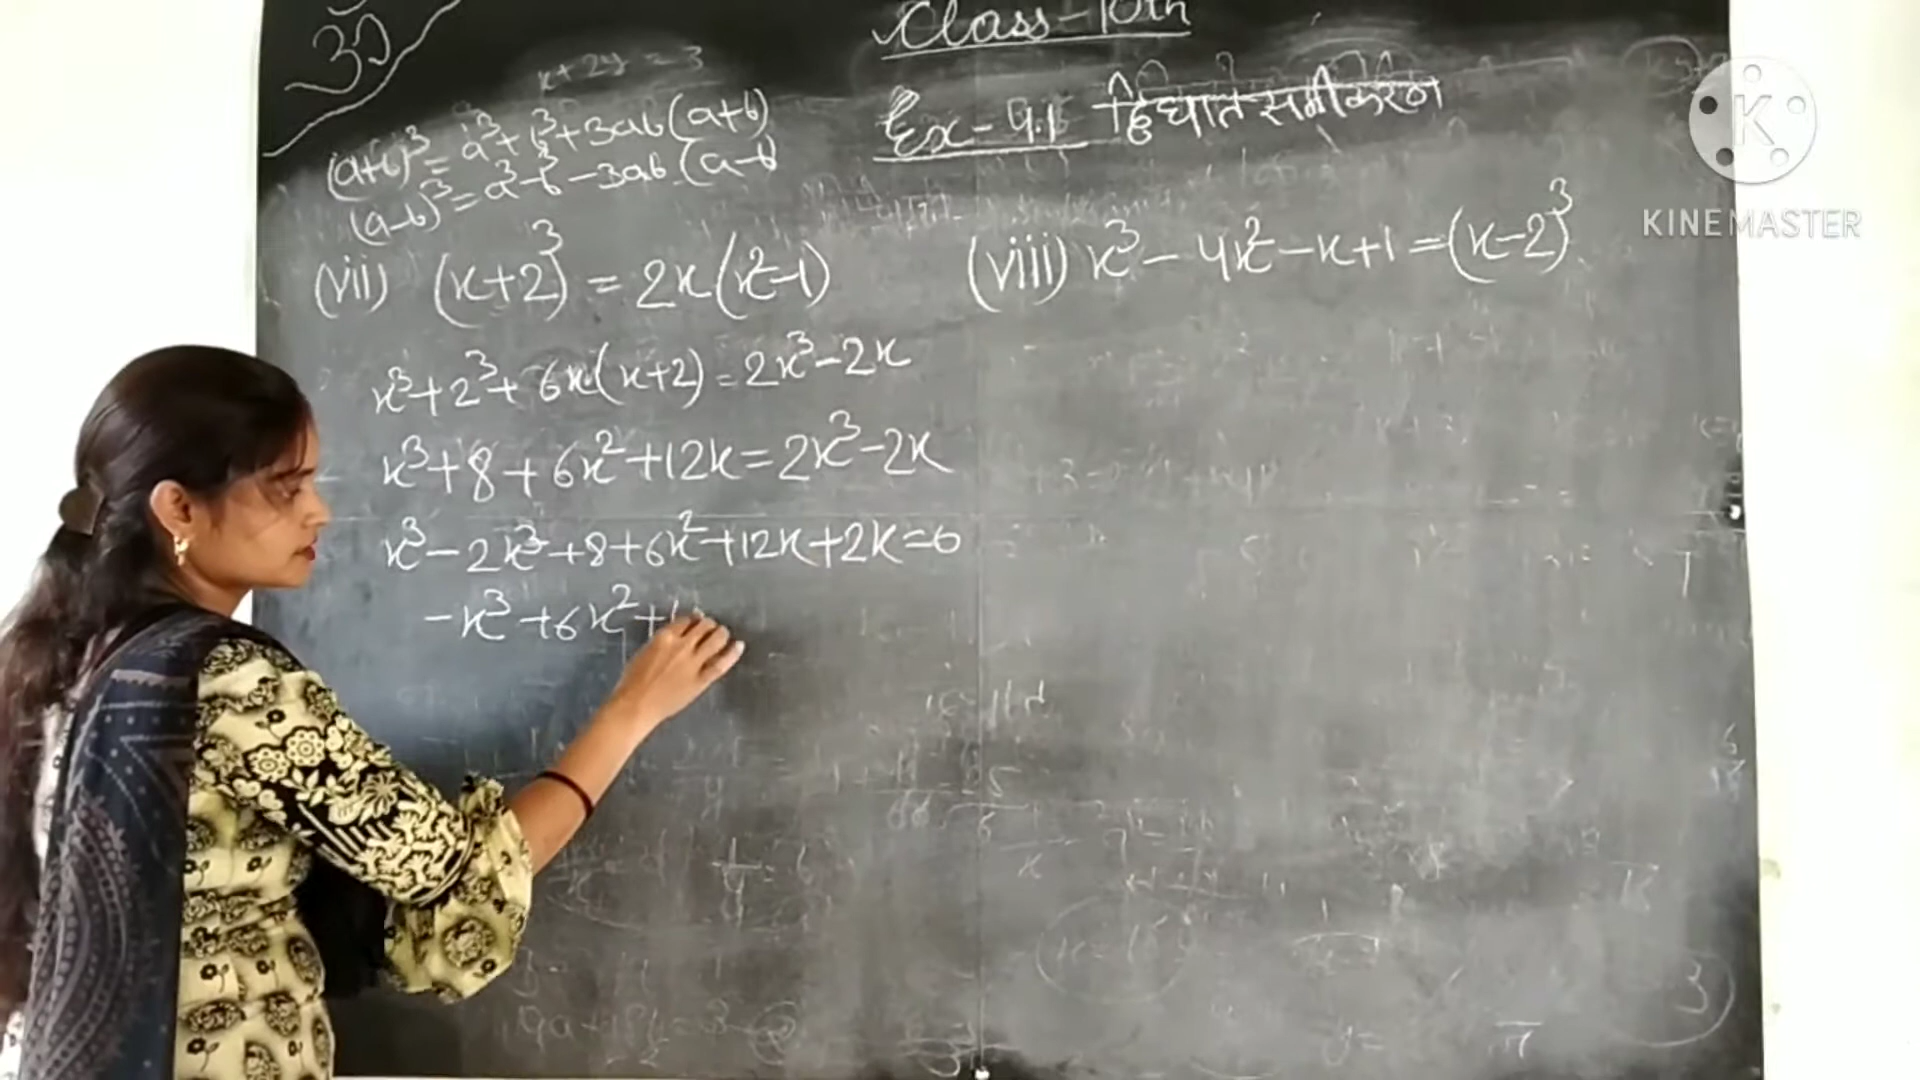 ॐ
Class-10th
x+2y=3
Ex-4.1 द्विघात समीकरण
(a+b)³=a³+b³+3ab(a+b)
(a-b)³=a³-b³-3ab(a-b
(vii) (x+2)³=2x(x²-1)
x³+2³+6x(x+2)=2x³-2x
x³+8+6x²+12x=2x³-2x
x³-2x³+8+6x²+12x+2x=0
-x³+6x²+1
(viii) x³-4x²-x+1=(x-2)³
K
KINEMASTER